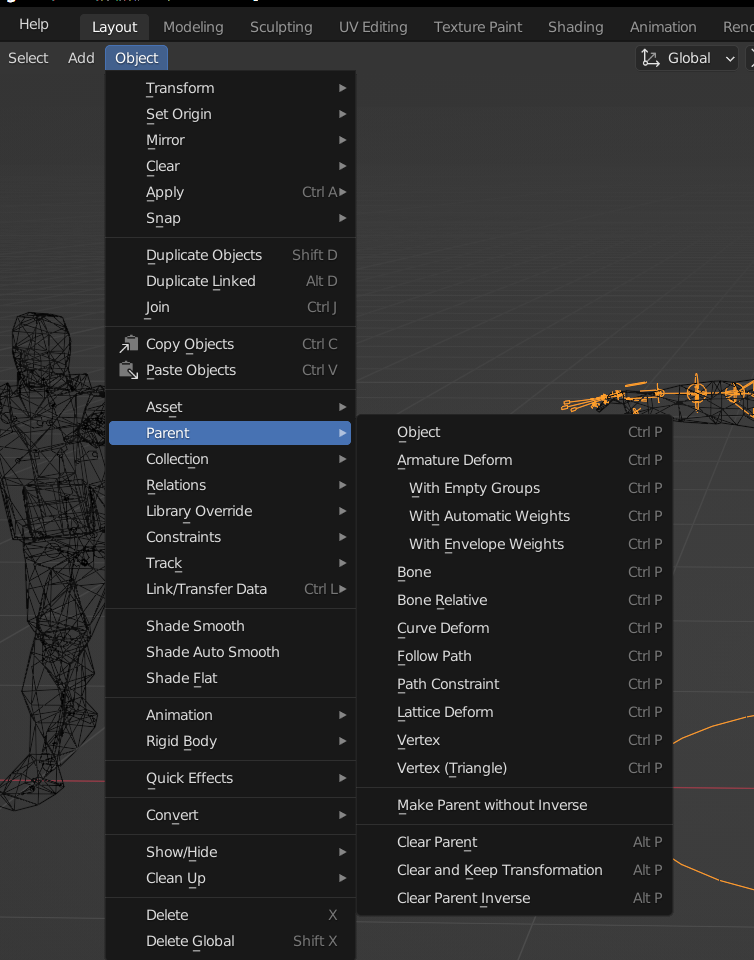 Help Layout Modeling Sculpting UV Editing Texture Paint Shading Animation
Select Add Object Global
Transform
Set Origin
Mirror
Clear
Apply Ctrl A
Snap
Duplicate Objects Shift D
Duplicate Linked Alt D
Join Ctrl J
Copy Objects Ctrl C
Paste Objects Ctrl V
Asset
Parent
Collection
Relations
Library Override
Constraints
Track
Link/Transfer Data Ctrl L
Shade Smooth
Shade Auto Smooth
Shade Flat
Animation
Rigid Body
Quick Effects
Convert
Show/Hide
Clean Up
Delete X
Delete Global Shift X
Object Ctrl P
Armature Deform Ctrl P
With Empty Groups Ctrl P
With Automatic Weights Ctrl P
With Envelope Weights Ctrl P
Bone Ctrl P
Bone Relative Ctrl P
Curve Deform Ctrl P
Follow Path Ctrl P
Path Constraint Ctrl P
Lattice Deform Ctrl P
Vertex Ctrl P
Vertex (Triangle) Ctrl P
Make Parent without Inverse
Clear Parent Alt P
Clear and Keep Transformation Alt P
Clear Parent Inverse Alt P